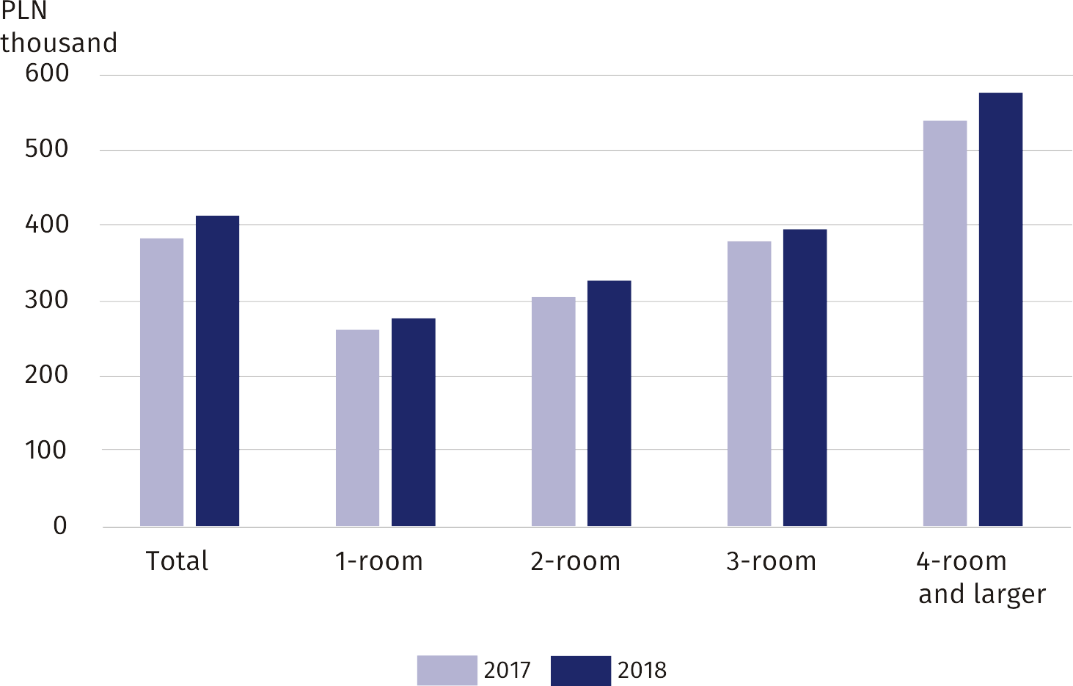 PLN
thousand
600
500
400
300
200
100
0
Total
1-room
2-room
3-room
4-room
and larger
2017
2018